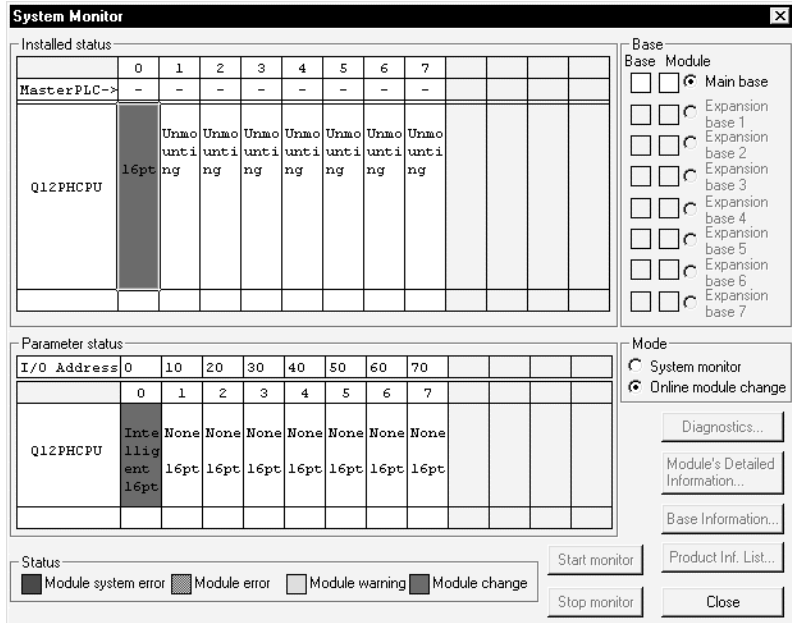 System Monitor
Installed status
0 1 2 3 4 5 6 7
MasterPLC-> - - - - - - - -
Q12PHCPU
16pt
Unmo Unmo Unmo Unmo Unmo Unmo Unmo
unti unti unti unti unti unti unti
ng ng ng ng ng ng ng
Base
Base Module
Main base
Expansion
base 1
Expansion
base 2
Expansion
base 3
Expansion
base 4
Expansion
base 5
Expansion
base 6
Expansion
base 7
Parameter status
I/O Address 0 10 20 30 40 50 60 70
0 1 2 3 4 5 6 7
Q12PHCPU
Inte None None None None None None None
llig
ent 16pt 16pt 16pt 16pt 16pt 16pt 16pt
16pt
Mode
System monitor
Online module change
Diagnostics...
Module's Detailed
Information...
Base Information...
Product Inf. List...
Status
Module system error Module error Module warning Module change
Start monitor
Stop monitor
Close